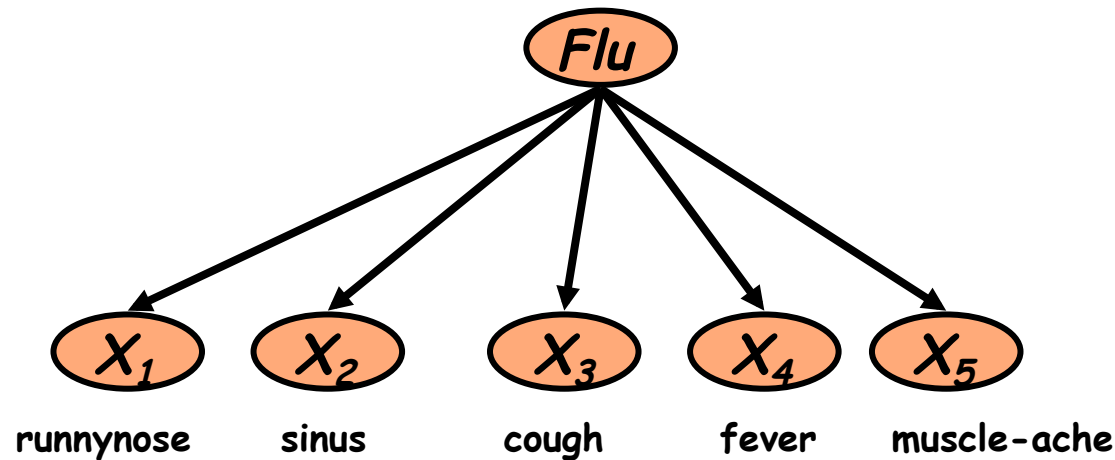 Flu
X₁ X₂ X₃ X₄ X₅
runnynose sinus cough fever muscle-ache